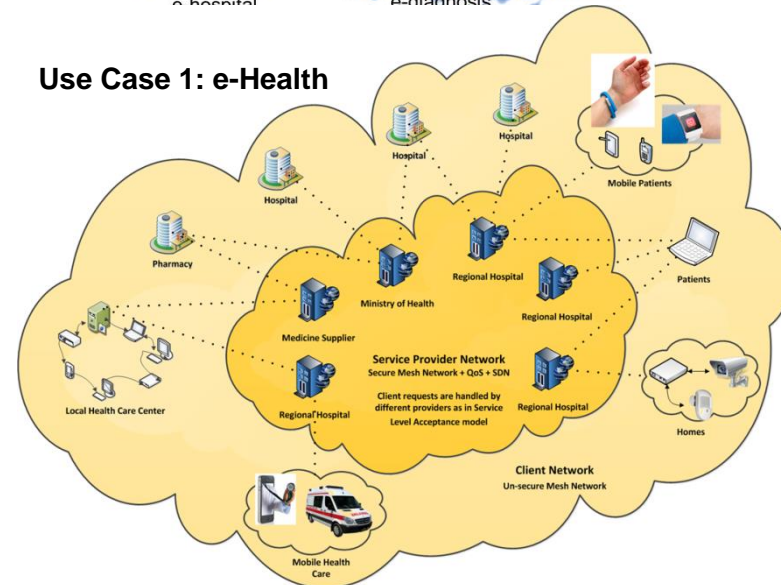 e-hospital
e-diagnosis
Use Case 1: e-Health
Hospital
Hospital
Hospital
Mobile Patients
Pharmacy
Ministry of Health
Regional Hospital
Patients
Medicine Supplier
Regional Hospital
Local Health Care Center
Regional Hospital
Service Provider Network
Secure Mesh Network + QoS + SDN
Client requests are handled by
different providers as in Service
Level Acceptance model
Regional Hospital
Homes
Client Network
Un-secure Mesh Network
Mobile Health
Care